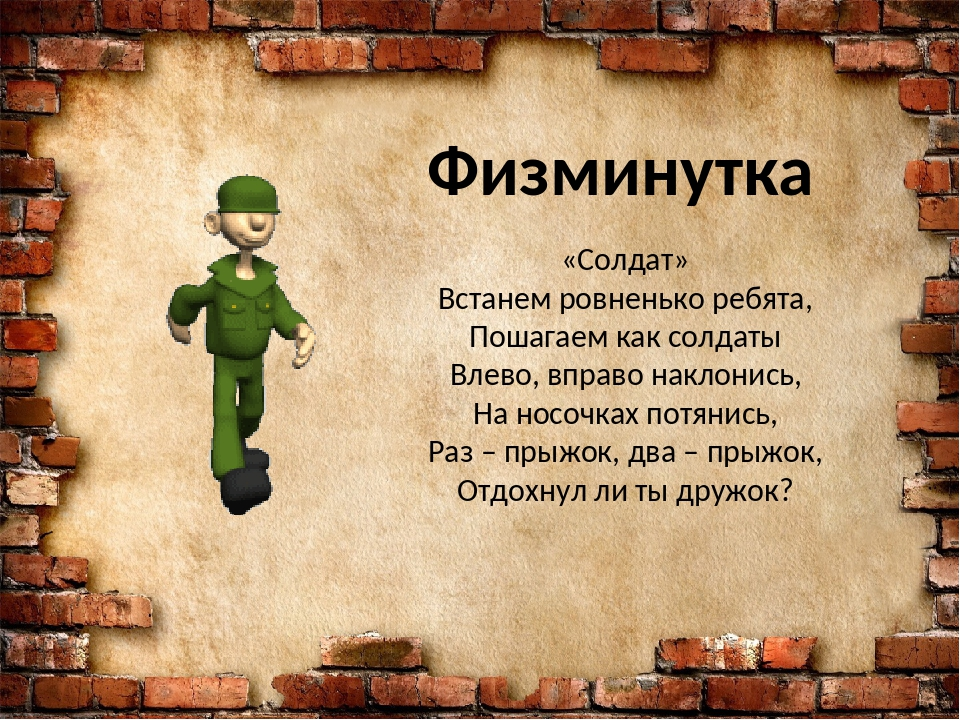 Физминутка
«Солдат»
Встанем ровненько ребята,
Пошагаем как солдаты
Влево, вправо наклонись,
На носочках потянись,
Раз – прыжок, два – прыжок,
Отдохнул ли ты дружок?